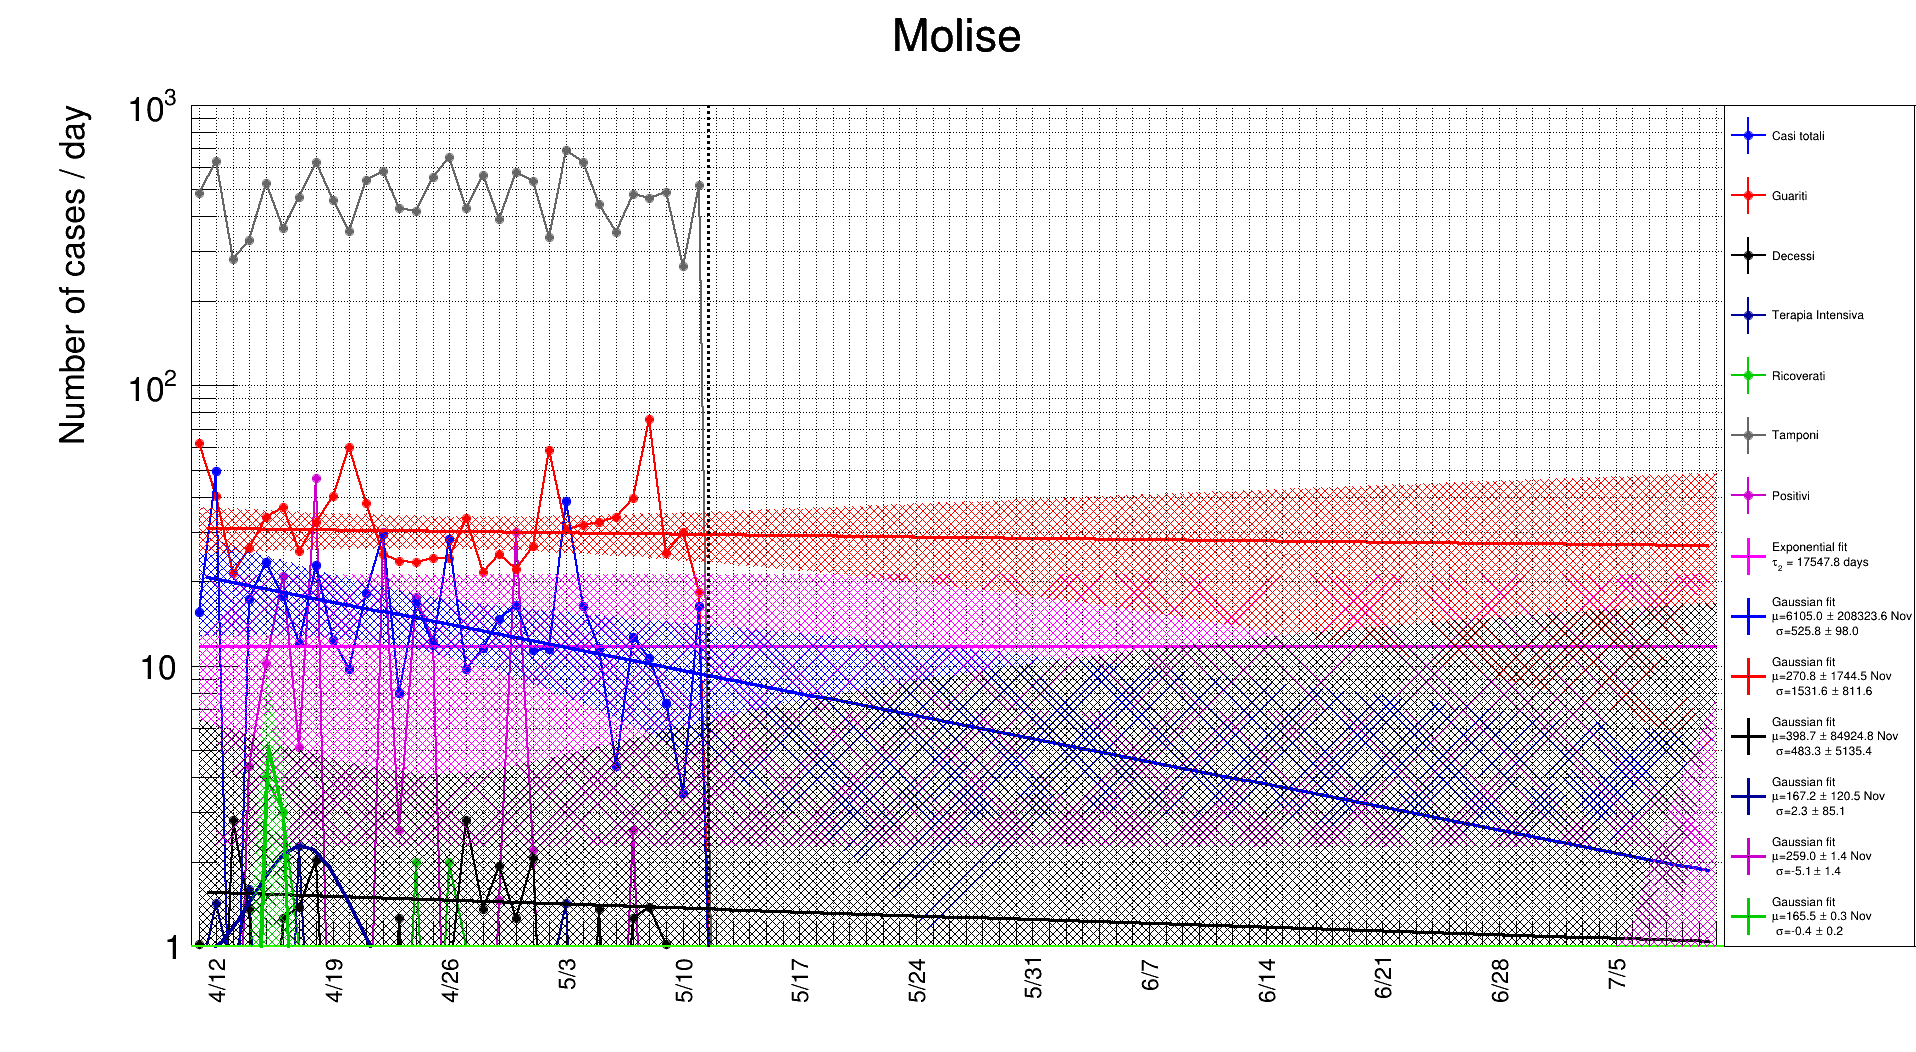 Molise
Number of cases / day
10³
10²
10
1
4/12
4/19
4/26
5/3
5/10
5/17
5/24
5/31
6/7
6/14
6/21
6/28
7/5
Casi totali
Guariti
Decessi
Terapia Intensiva
Ricoverati
Tamponi
Positivi
Exponential fit
τ₂ = 17547.8 days
Gaussian fit
μ=6105.0 ± 208323.6 Nov
σ=525.8 ± 98.0
Gaussian fit
μ=270.8 ± 1744.5 Nov
σ=1531.6 ± 811.6
Gaussian fit
μ=398.7 ± 84924.8 Nov
σ=483.3 ± 5135.4
Gaussian fit
μ=167.2 ± 120.5 Nov
σ=2.3 ± 85.1
Gaussian fit
μ=259.0 ± 1.4 Nov
σ=-5.1 ± 1.4
Gaussian fit
μ=165.5 ± 0.3 Nov
σ=-0.4 ± 0.2